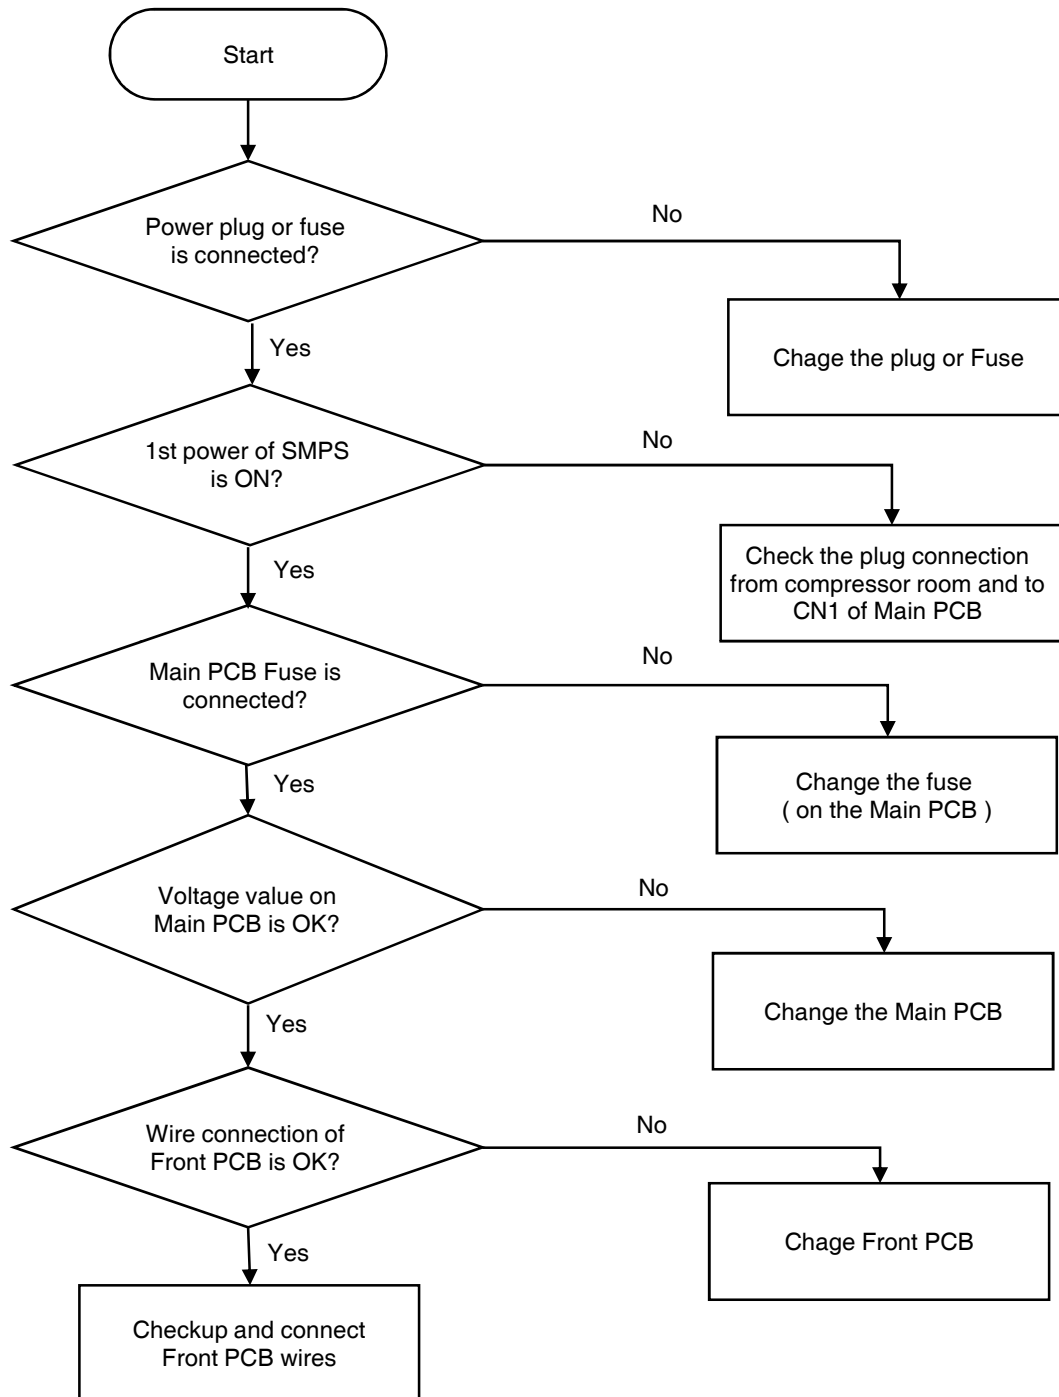 Start
Power plug or fuse
is connected?
No
Chage the plug or Fuse
Yes
1st power of SMPS
is ON?
No
Check the plug connection
from compressor room and to
CN1 of Main PCB
Yes
Main PCB Fuse is
connected?
No
Change the fuse
( on the Main PCB )
Yes
Voltage value on
Main PCB is OK?
No
Change the Main PCB
Yes
Wire connection of
Front PCB is OK?
No
Chage Front PCB
Yes
Checkup and connect
Front PCB wires